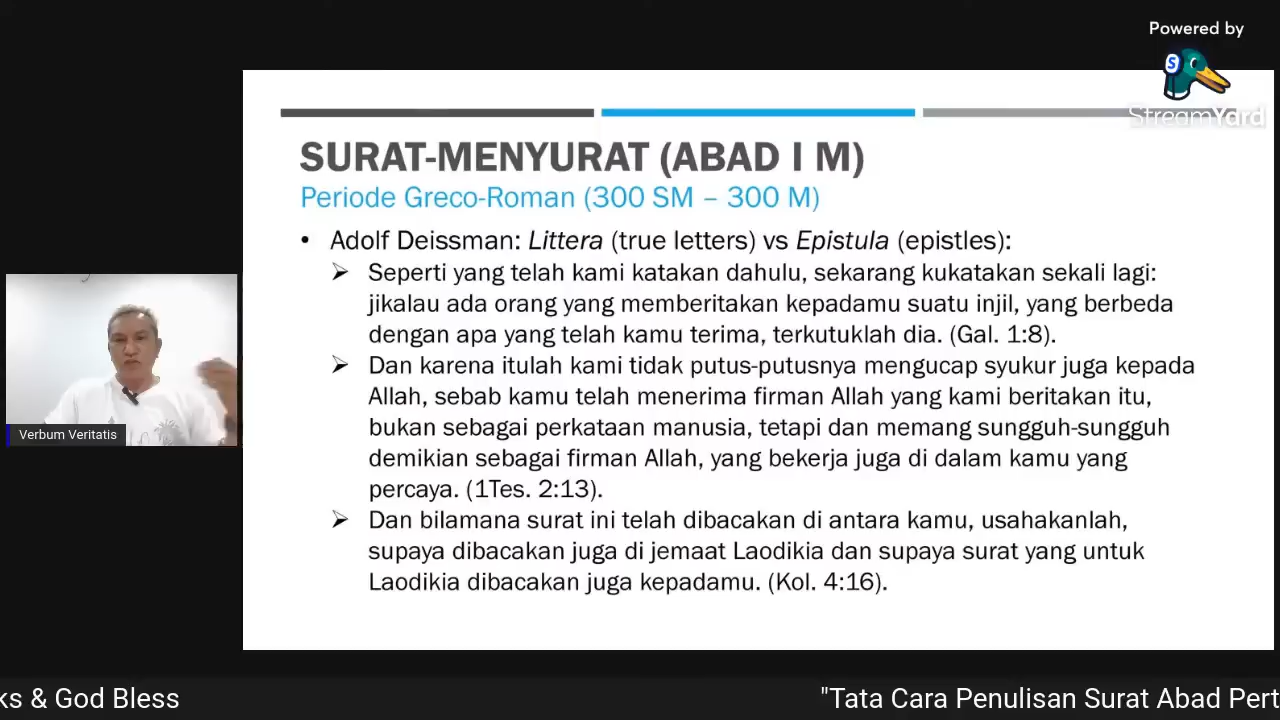 Powered by
S
StreamYard
SURAT-MENYURAT (ABAD I M)
Periode Greco-Roman (300 SM – 300 M)
• Adolf Deissman: Littera (true letters) vs Epistula (epistles):
➢ Seperti yang telah kami katakan dahulu, sekarang kukatakan sekali lagi:
jikalau ada orang yang memberitakan kepadamu suatu injil, yang berbeda
dengan apa yang telah kamu terima, terkutuklah dia. (Gal. 1:8).
➢ Dan karena itulah kami tidak putus-putusnya mengucap syukur juga kepada
Allah, sebab kamu telah menerima firman Allah yang kami beritakan itu,
bukan sebagai perkataan manusia, tetapi dan memang sungguh-sungguh
demikian sebagai firman Allah, yang bekerja juga di dalam kamu yang
percaya. (1Tes. 2:13).
➢ Dan bilamana surat ini telah dibacakan di antara kamu, usahakanlah,
supaya dibacakan juga di jemaat Laodikia dan supaya surat yang untuk
Laodikia dibacakan juga kepadamu. (Kol. 4:16).
Verbum Veritatis
ks & God Bless
"Tata Cara Penulisan Surat Abad Pert